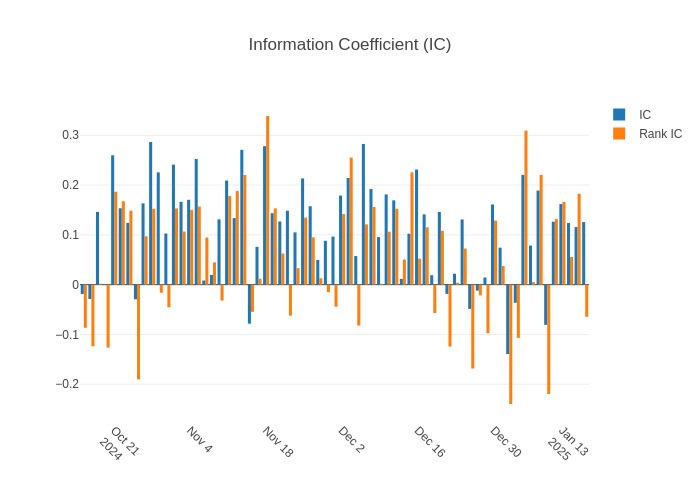 Information Coefficient (IC)
IC
Rank IC
0.3
0.2
0.1
0
−0.1
−0.2
Oct 21
2024
Nov 4
Nov 18
Dec 2
Dec 16
Dec 30
Jan 13
2025